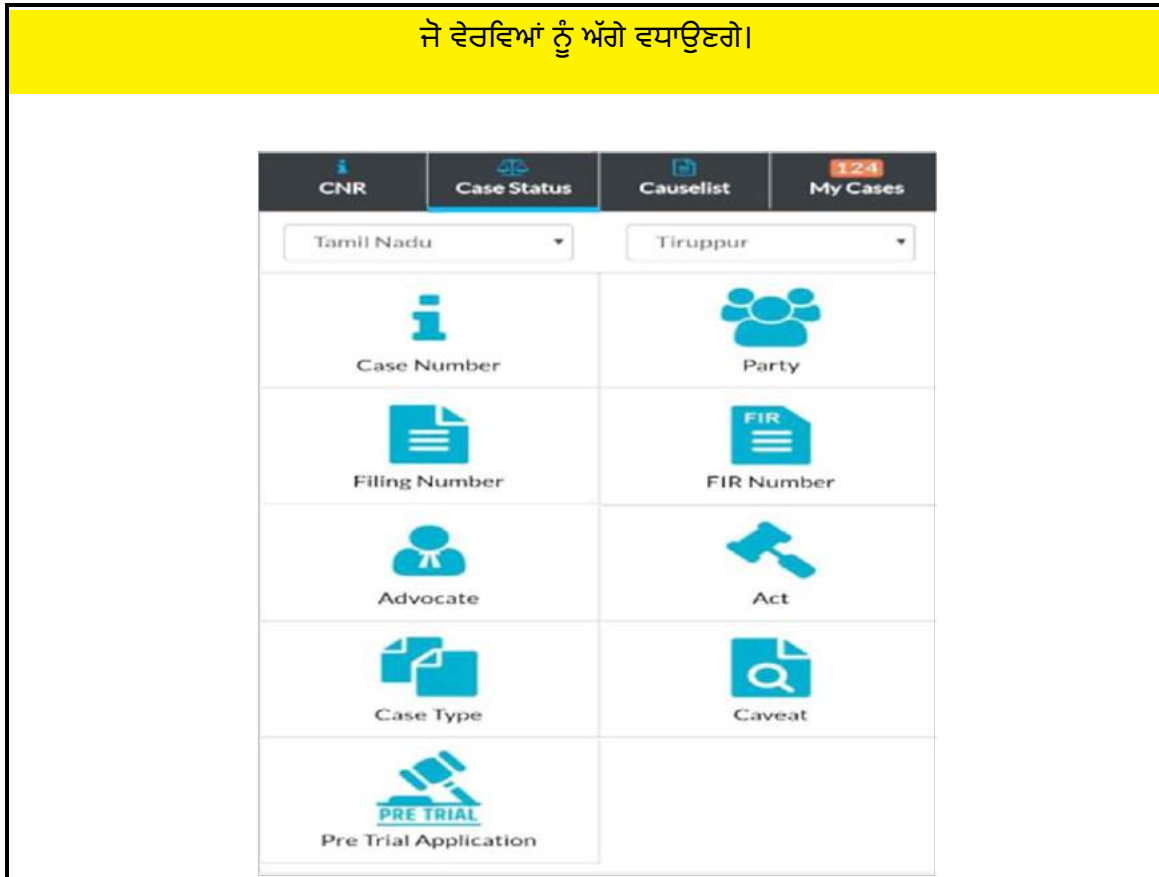 ਜੋ ਵੇਰਵਿਆਂ ਨੂੰ ਅੱਗੇ ਵਧਾਉਣਗੇ।
124
CNR Case Status Causelist My Cases
Tamil Nadu Tiruppur
Case Number Party
FIR
Filing Number FIR Number
Advocate Act
Case Type Caveat
PRE TRIAL
Pre Trial Application